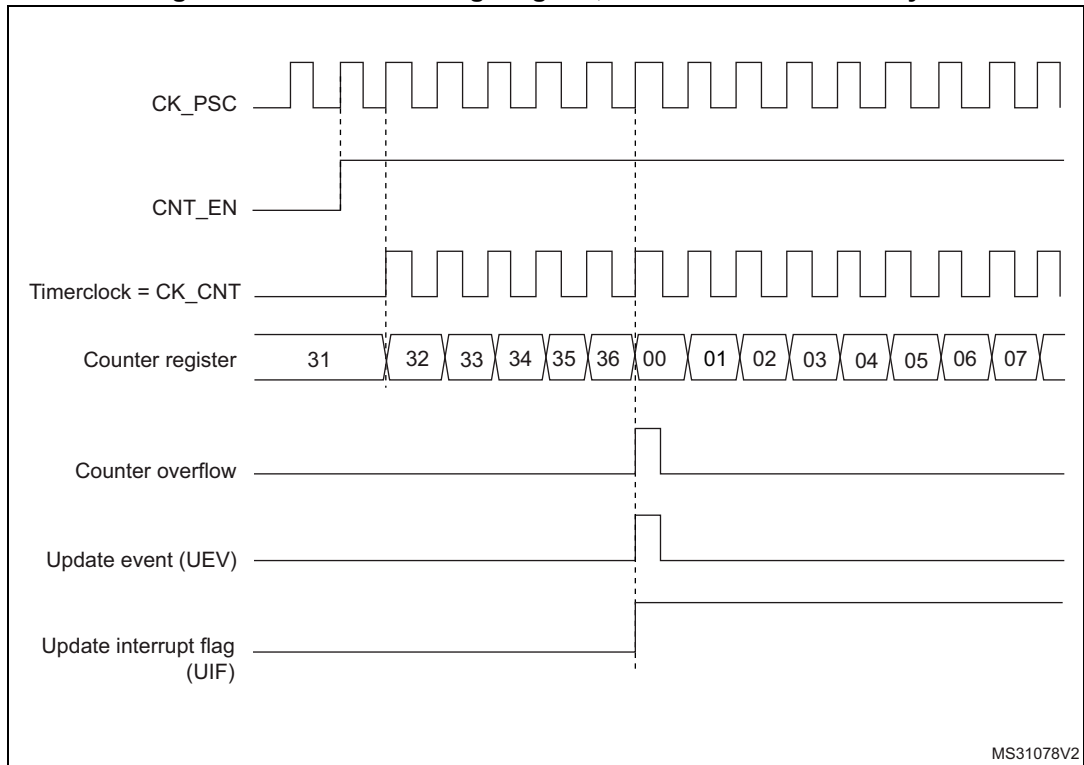 CK_PSC
CNT_EN
Timerclock = CK_CNT
Counter register 31 32 33 34 35 36 00 01 02 03 04 05 06 07
Counter overflow
Update event (UEV)
Update interrupt flag
(UIF)
MS31078V2